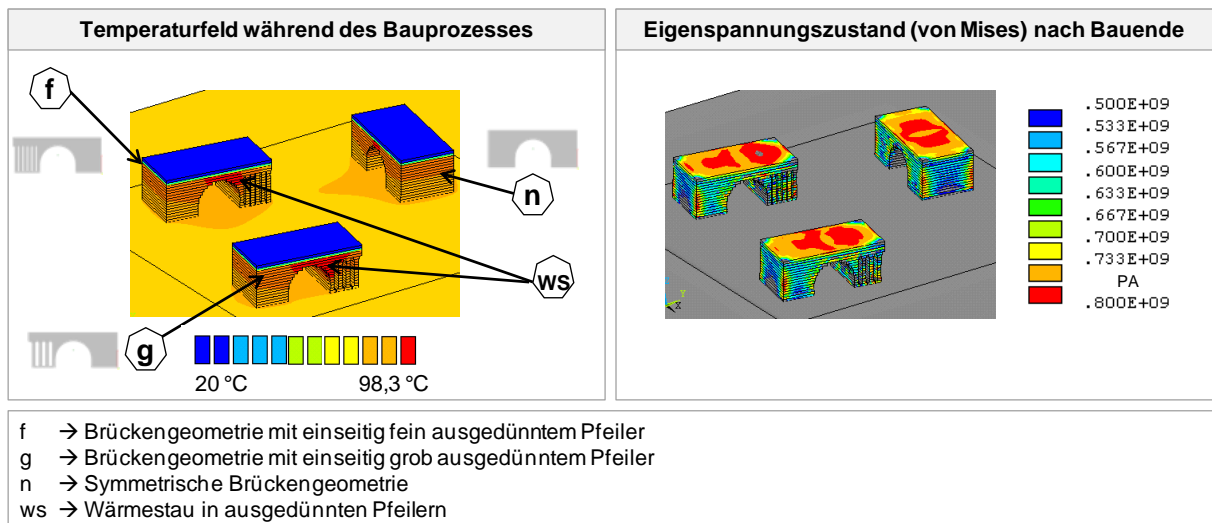 Temperaturfeld während des Bauprozesses
f
n
ws
g
20 °C 98,3 °C
Eigenspannungszustand (von Mises) nach Bauende
.500E+09
.533E+09
.567E+09
.600E+09
.633E+09
.667E+09
.700E+09
.733E+09
PA
.800E+09
Y
X
f → Brückengeometrie mit einseitig fein ausgedünntem Pfeiler
g → Brückengeometrie mit einseitig grob ausgedünntem Pfeiler
n → Symmetrische Brückengeometrie
ws → Wärmestau in ausgedünnten Pfeilern